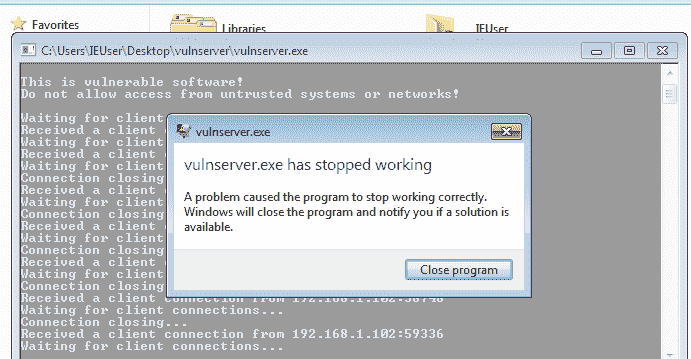 Favorites
Libraries
IEUser
C:\Users\IEUser\Desktop\vulnserver\vulnserver.exe
This is vulnerable software!
Do not allow access from untrusted systems or networks!
Waiting for client
Received a client
Waiting for client
Received a client
Waiting for client
Connection closing
Received a client
Waiting for client
Connection closing
Received a client
Waiting for client
Connection closing
Received a client
Waiting for client
Connection closing
Received a client connection from
Waiting for client connections...
Connection closing...
Received a client connection from 192.168.1.102:59336
Waiting for client connections...
vulnserver.exe
vulnserver.exe has stopped working
A problem caused the program to stop working correctly.
Windows will close the program and notify you if a solution is
available.
Close program